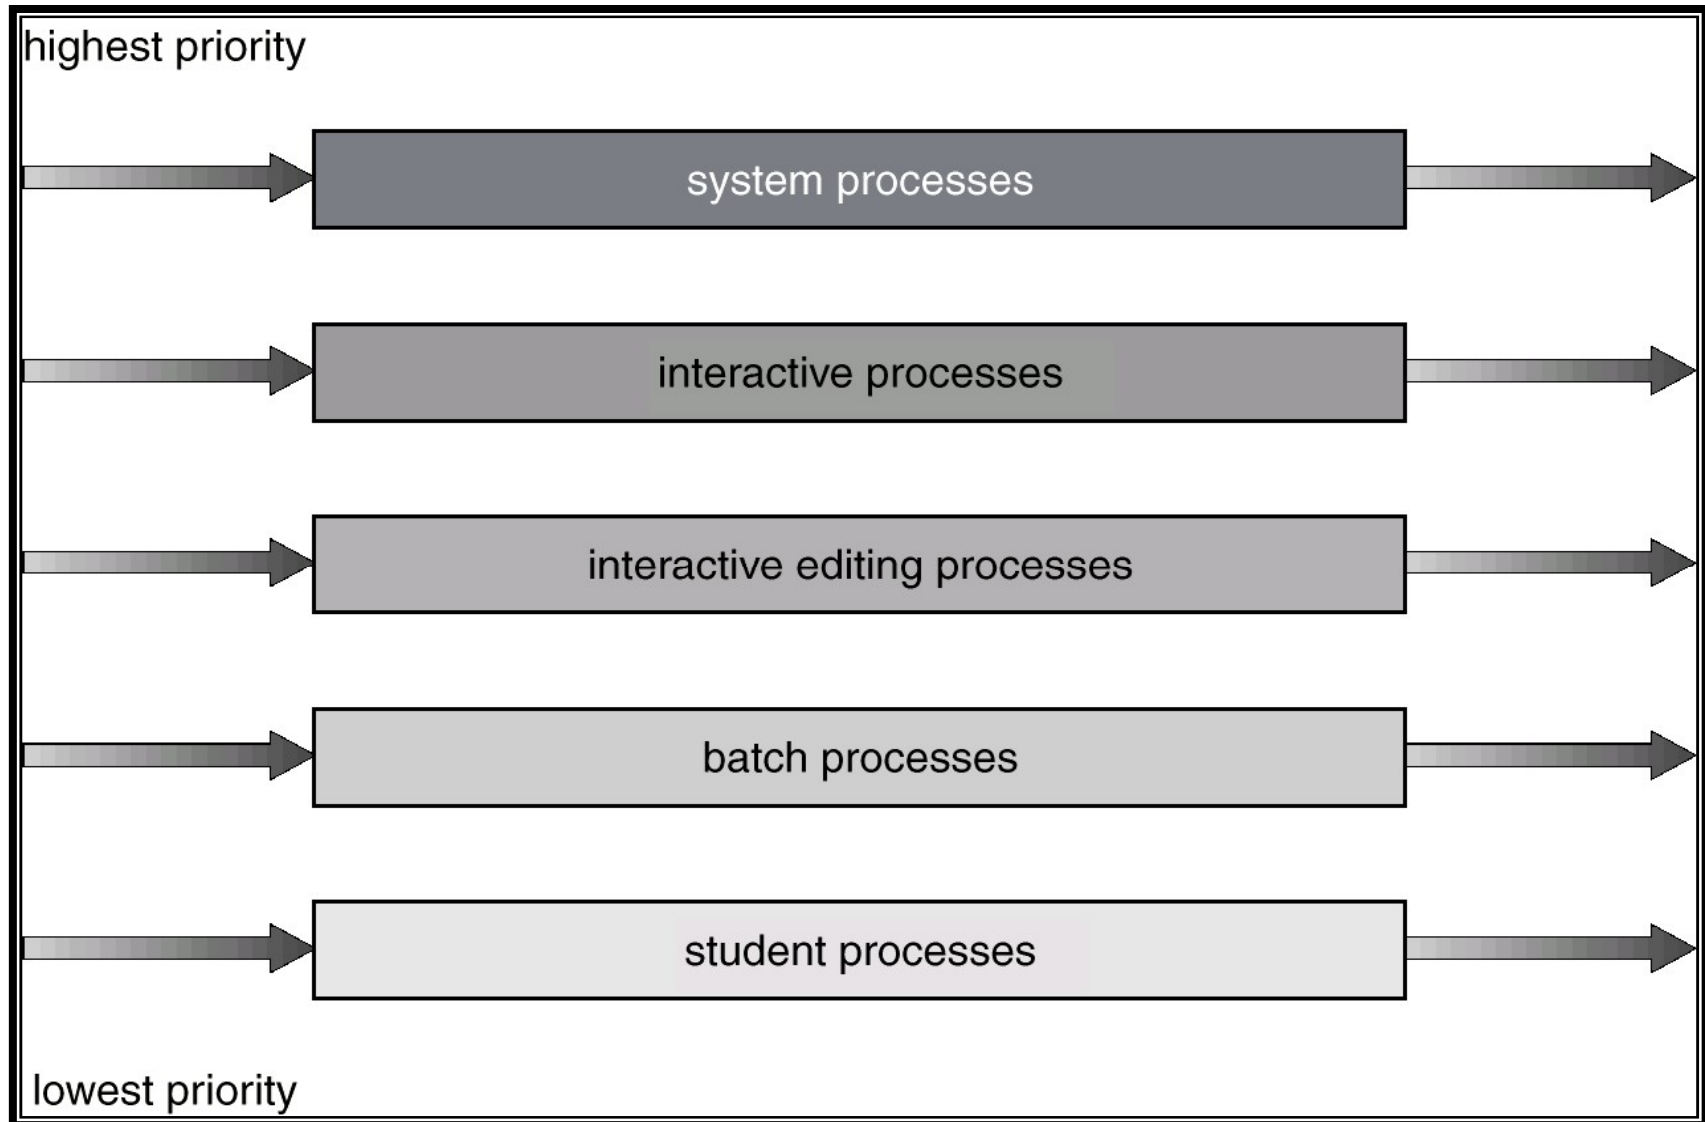 highest priority
system processes
interactive processes
interactive editing processes
batch processes
student processes
lowest priority